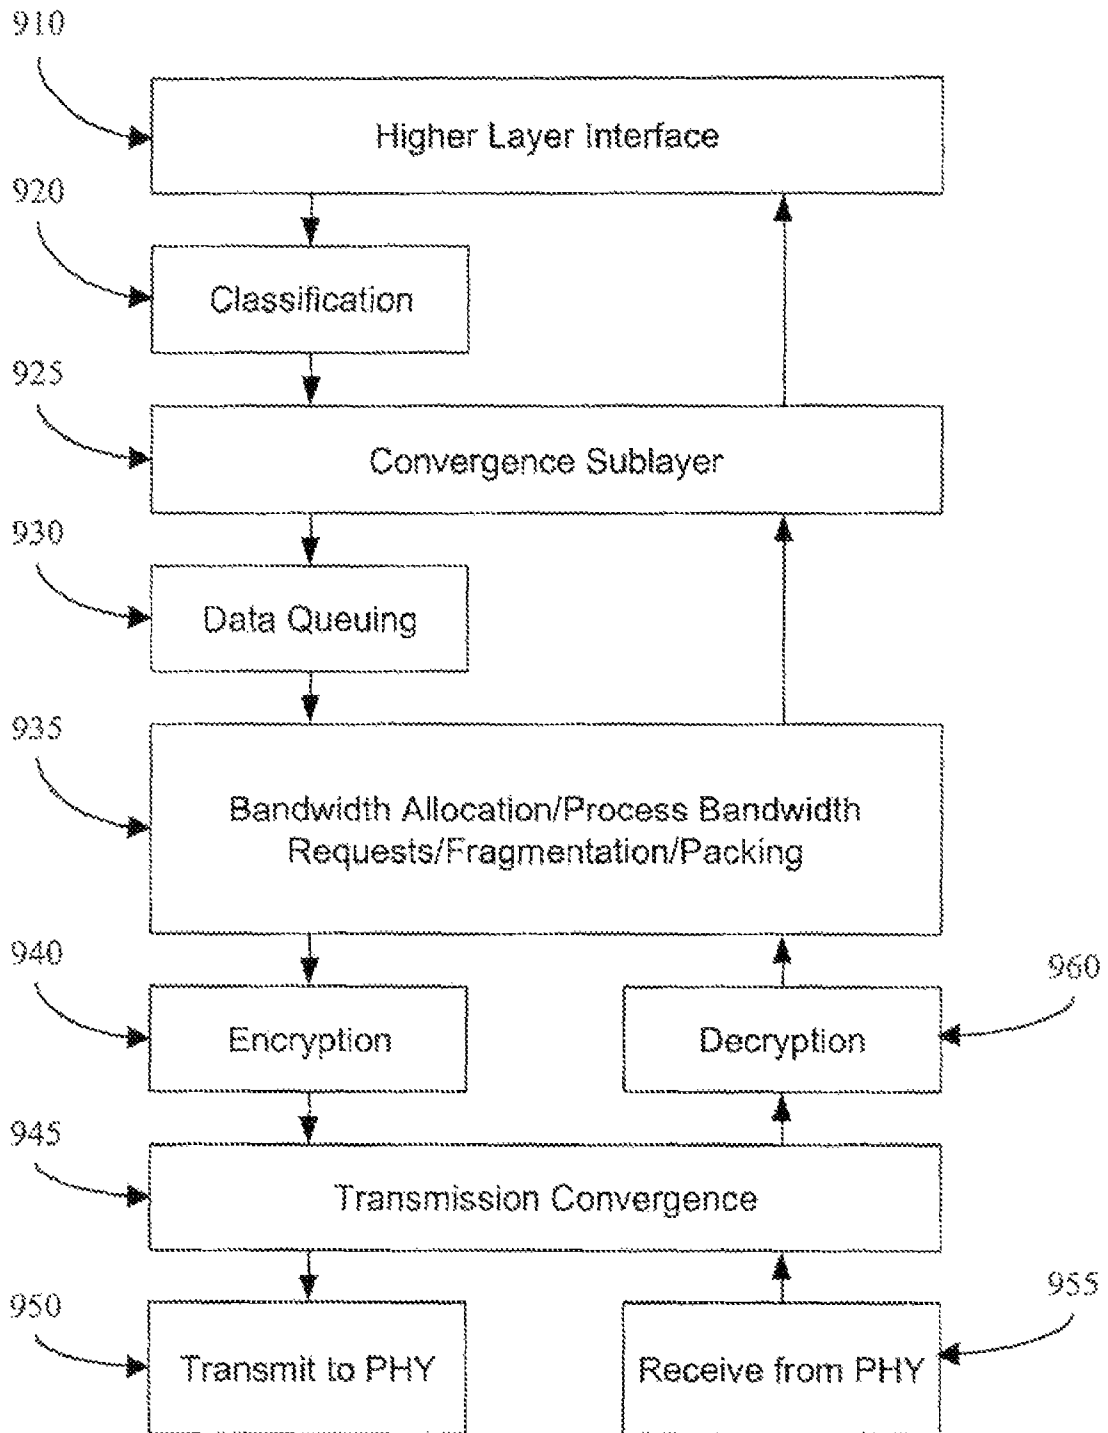 910
Higher Layer Interface
920
Classification
925
Convergence Sublayer
930
Data Queuing
935
Bandwidth Allocation/Process Bandwidth
Requests/Fragmentation/Packing
940
960
Encryption
Decryption
945
Transmission Convergence
950
955
Transmit to PHY
Receive from PHY